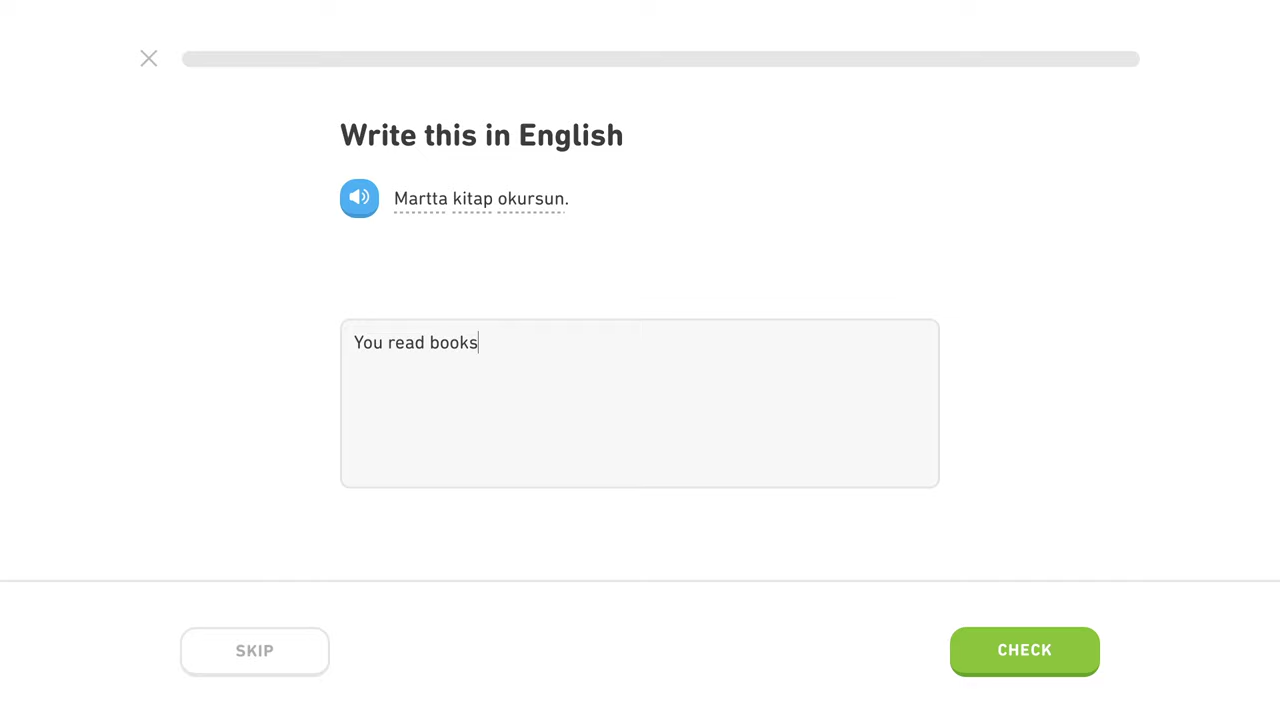 Write this in English
Martta kitap okursun.
You read books
SKIP
CHECK